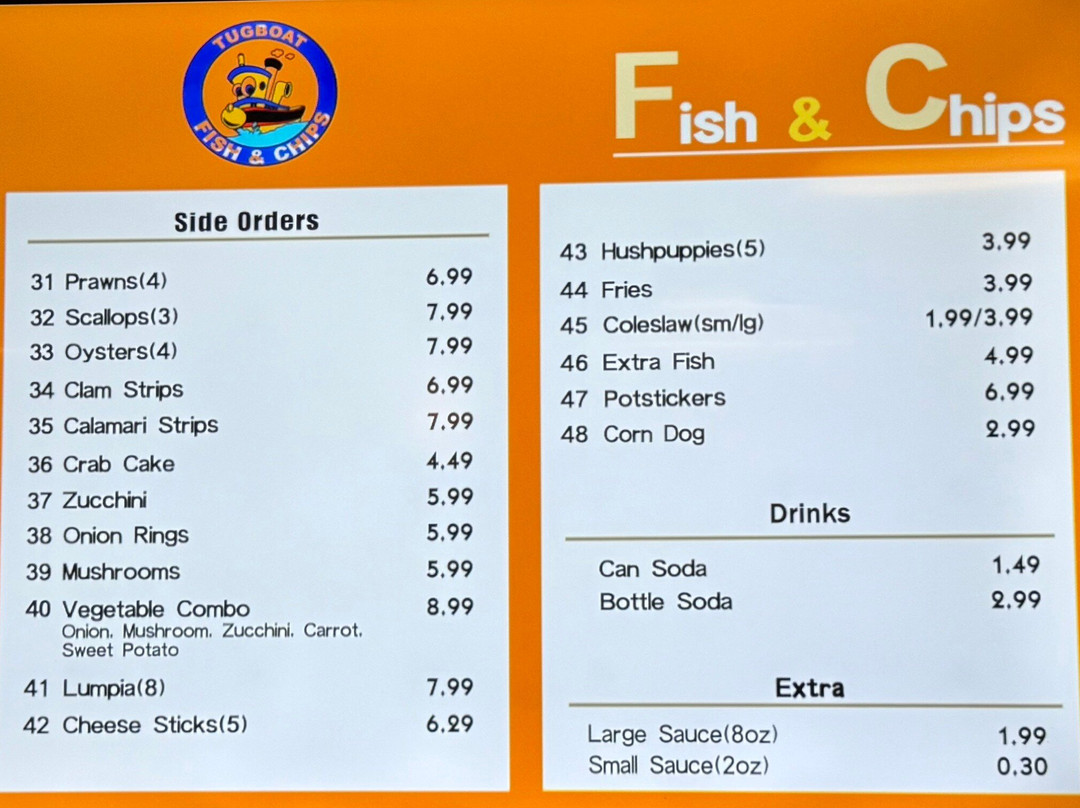 TUGBOAT
FISH & CHIPS
Fish & Chips
Side Orders
31 Prawns(4) 6.99
32 Scallops(3) 7.99
33 Oysters(4) 7.99
34 Clam Strips 6.99
35 Calamari Strips 7.99
36 Crab Cake 4.49
37 Zucchini 5.99
38 Onion Rings 5.99
39 Mushrooms 5.99
40 Vegetable Combo 8.99
Onion, Mushroom, Zucchini, Carrot,
Sweet Potato
41 Lumpia(8) 7.99
42 Cheese Sticks(5) 6.29
43 Hushpuppies(5) 3.99
44 Fries 3.99
45 Coleslaw(sm/lg) 1.99/3.99
46 Extra Fish 4.99
47 Potstickers 6.99
48 Corn Dog 2.99
Drinks
Can Soda 1.49
Bottle Soda 2.99
Extra
Large Sauce(8oz) 1.99
Small Sauce(2oz) 0.30